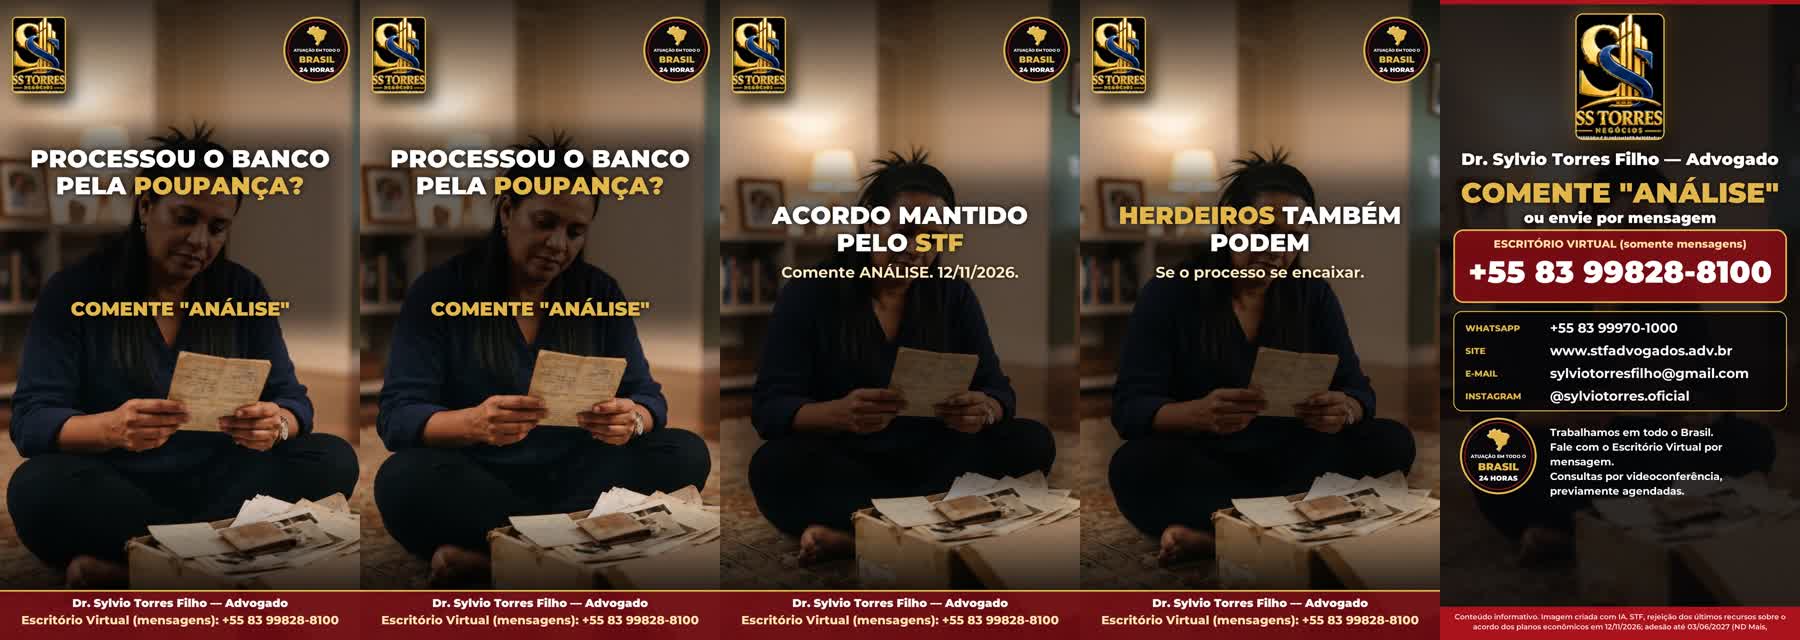 SS TORRES
NEGÓCIOS
ATUAÇÃO EM TODO O
BRASIL
24 HORAS
PROCESSOU O BANCO
PELA POUPANÇA?
COMENTE "ANÁLISE"
Dr. Sylvio Torres Filho — Advogado
Escritório Virtual (mensagens): +55 83 99828-8100
SS TORRES
NEGÓCIOS
ATUAÇÃO EM TODO O
BRASIL
24 HORAS
PROCESSOU O BANCO
PELA POUPANÇA?
COMENTE "ANÁLISE"
Dr. Sylvio Torres Filho — Advogado
Escritório Virtual (mensagens): +55 83 99828-8100
SS TORRES
NEGÓCIOS
ATUAÇÃO EM TODO O
BRASIL
24 HORAS
ACORDO MANTIDO
PELO STF
Comente ANÁLISE. 12/11/2026.
Dr. Sylvio Torres Filho — Advogado
Escritório Virtual (mensagens): +55 83 99828-8100
SS TORRES
NEGÓCIOS
ATUAÇÃO EM TODO O
BRASIL
24 HORAS
HERDEIROS TAMBÉM
PODEM
Se o processo se encaixar.
Dr. Sylvio Torres Filho — Advogado
Escritório Virtual (mensagens): +55 83 99828-8100
SS TORRES
NEGÓCIOS
Dr. Sylvio Torres Filho — Advogado
COMENTE "ANÁLISE"
ou envie por mensagem
ESCRITÓRIO VIRTUAL (somente mensagens)
+55 83 99828-8100
WHATSAPP +55 83 99970-1000
SITE www.stfadvogados.adv.br
E-MAIL sylviotorresfilho@gmail.com
INSTAGRAM @sylviotorres.oficial
ATUAÇÃO EM TODO O
BRASIL
24 HORAS
Trabalhamos em todo o Brasil.
Fale com o Escritório Virtual por
mensagem.
Consultas por videoconferência,
previamente agendadas.
Conteúdo informativo. Imagem criada com IA. STF, rejeição dos últimos recursos sobre o
acordo dos planos econômicos em 12/11/2026; adesão até 03/06/2027 (ND Mais,